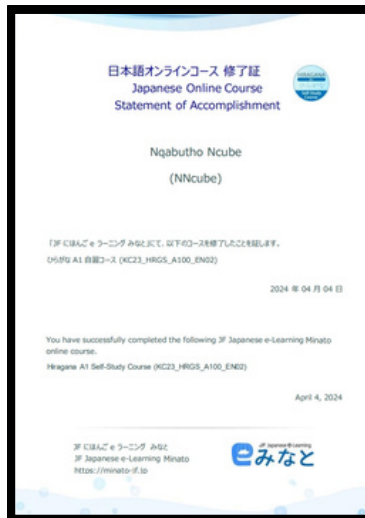 日本語オンラインコース 修了証
Japanese Online Course
Statement of Accomplishment
HIRAGANA
Self-Study
Course
Nqabutho Ncube
(NNcube)
「JF にほんご e ラーニング みなと」にて、以下のコースを修了したことを証します。
ひらがな A1 自習コース (KC23_HRGS_A100_EN02)
2024 年 04 月 04 日
You have successfully completed the following JF Japanese e-Learning Minato
online course.
Hiragana A1 Self-Study Course (KC23_HRGS_A100_EN02)
April 4, 2024
JF にほんご e ラーニング みなと
JF Japanese e-Learning Minato
https://minato-jf.jp
JF Japanese e-Learning
みなと